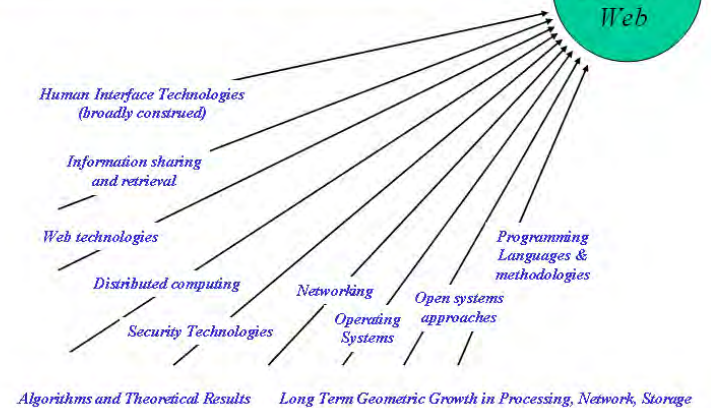 Web
Human Interface Technologies
(broadly construed)
Information sharing
and retrieval
Web technologies
Distributed computing
Security Technologies
Networking
Operating
Systems
Open systems
approaches
Programming
Languages &
methodologies
Algorithms and Theoretical Results
Long Term Geometric Growth in Processing, Network, Storage